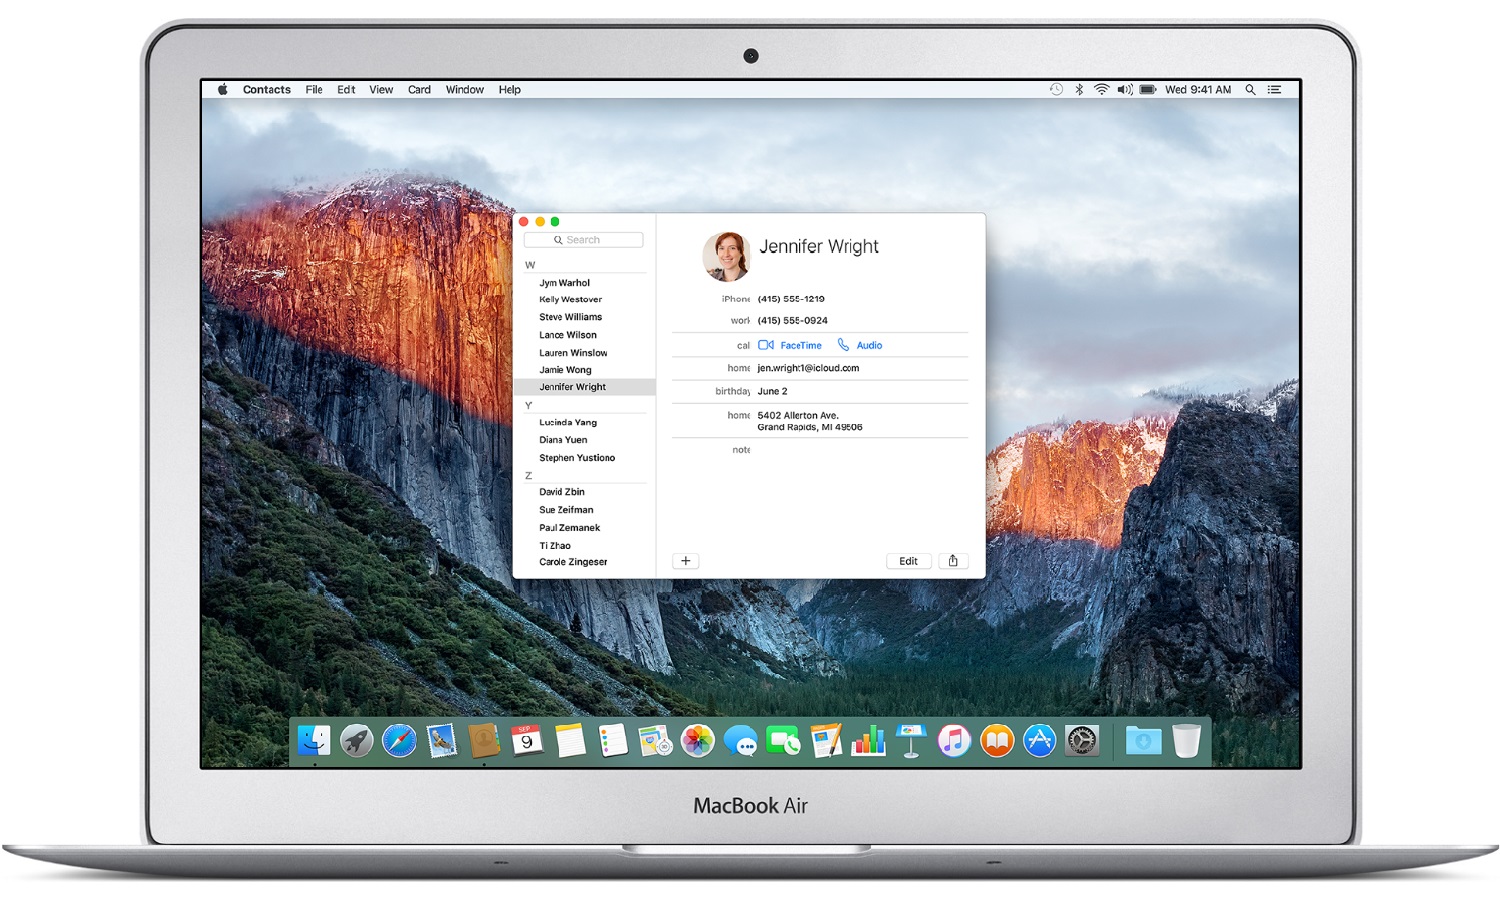 Contacts File Edit View Card Window Help
Wed 9:41 AM
Search
W
Jym Warhol
Kelly Westover
Steve Williams
Lance Wilson
Lauren Winslow
Jamie Wong
Jennifer Wright
Y
Lucinda Yang
Diana Yuen
Stephen Yustiono
Z
David Zbin
Sue Zeifman
Paul Zemanek
Ti Zhao
Carole Zingeser
Jennifer Wright
iPhone (415) 555-1219
work (415) 555-0924
call FaceTime Audio
home jen.wright1@icloud.com
birthday June 2
home 5402 Allerton Ave.
Grand Rapids, MI 49506
note
+ Edit
SEP
9
MacBook Air